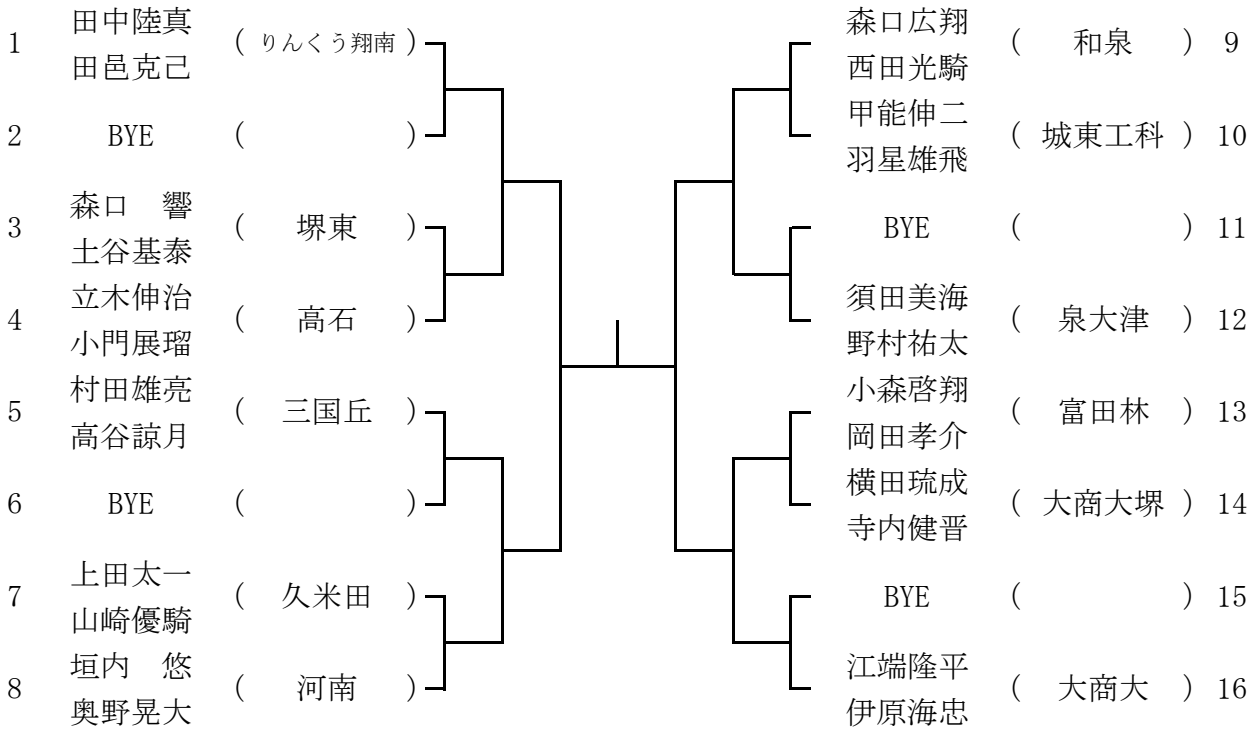 1 田中陸真 田邑克己 ( りんくう翔南 )
2 BYE ( )
3 森口　響 土谷基泰 ( 堺東 )
4 立木伸治 小門展瑠 ( 高石 )
5 村田雄亮 高谷諒月 ( 三国丘 )
6 BYE ( )
7 上田太一 山崎優騎 ( 久米田 )
8 垣内　悠 奥野晃大 ( 河南 )
森口広翔 西田光騎 ( 和泉 ) 9
甲能伸二 羽星雄飛 ( 城東工科 ) 10
BYE ( ) 11
須田美海 野村祐太 ( 泉大津 ) 12
小森啓翔 岡田孝介 ( 富田林 ) 13
横田琉成 寺内健晋 ( 大商大堺 ) 14
BYE ( ) 15
江端隆平 伊原海忠 ( 大商大 ) 16